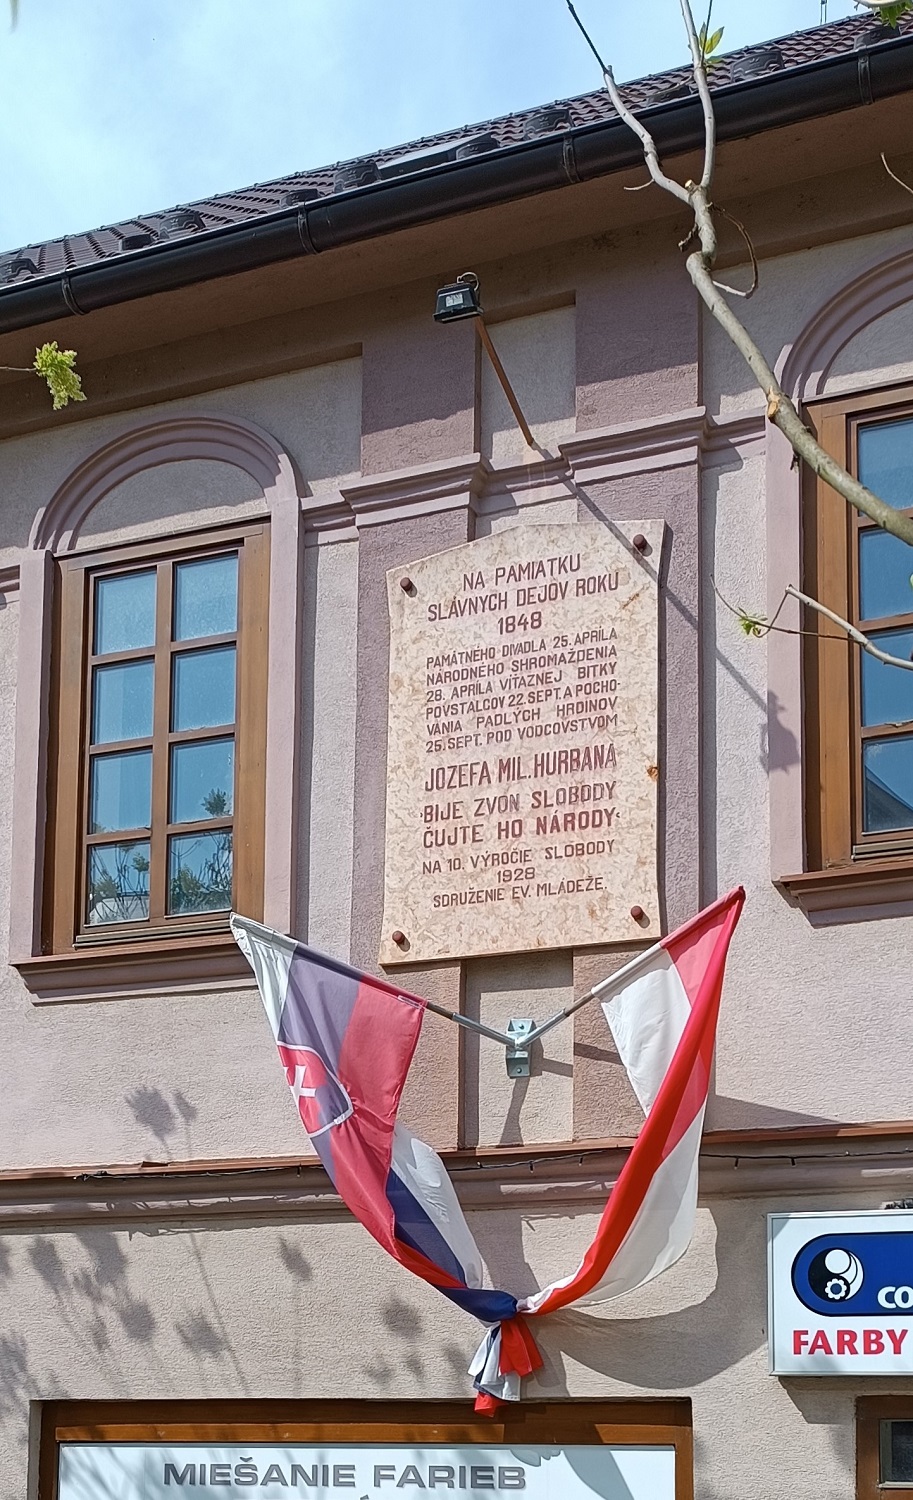 NA PAMIATKU
SLÁVNYCH DEJOV ROKU
1848
PAMÄTNÉHO DIVADLA 25. APRÍLA
NÁRODNÉHO SHROMAŽDENIA
28. APRÍLA VÍŤAZNEJ BITKY
POVSTALCOV 22. SEPT. A POCHO-
VÁNIA PADLÝCH HRDINOV
25. SEPT. POD VODCOVSTVOM
JOZEFA MIL. HURBANA
BIJE ZVON SLOBODY
ČUJTE HO NÁRODY
NA 10. VÝROČIE SLOBODY
1928
SDRUŽENIE EV. MLÁDEŽE.
CO
FARBY
MIEŠANIE FARIEB